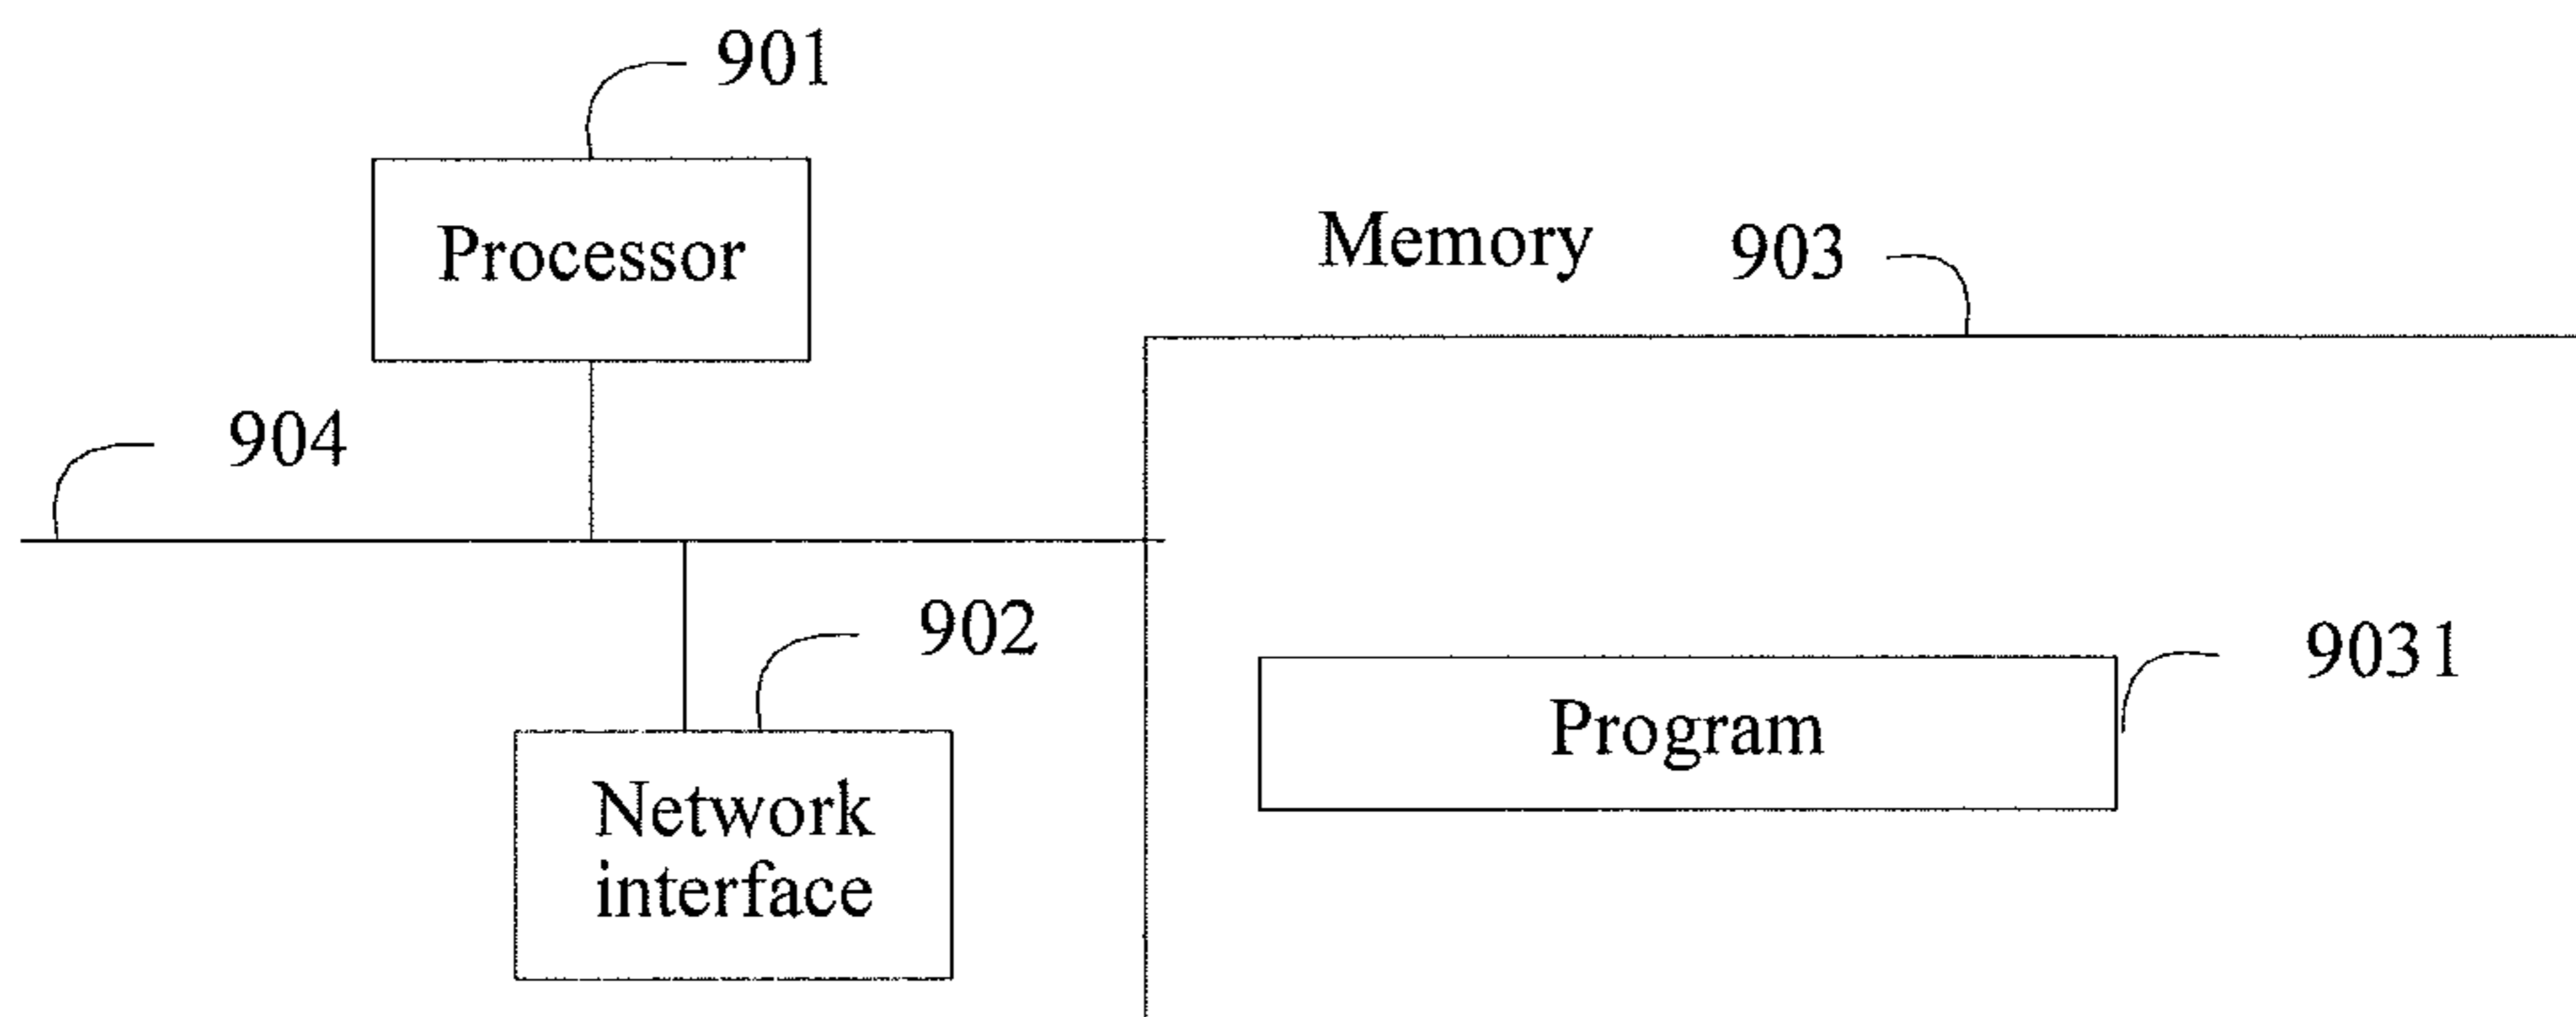 901
Processor
Memory
903
904
902
Network
interface
9031
Program